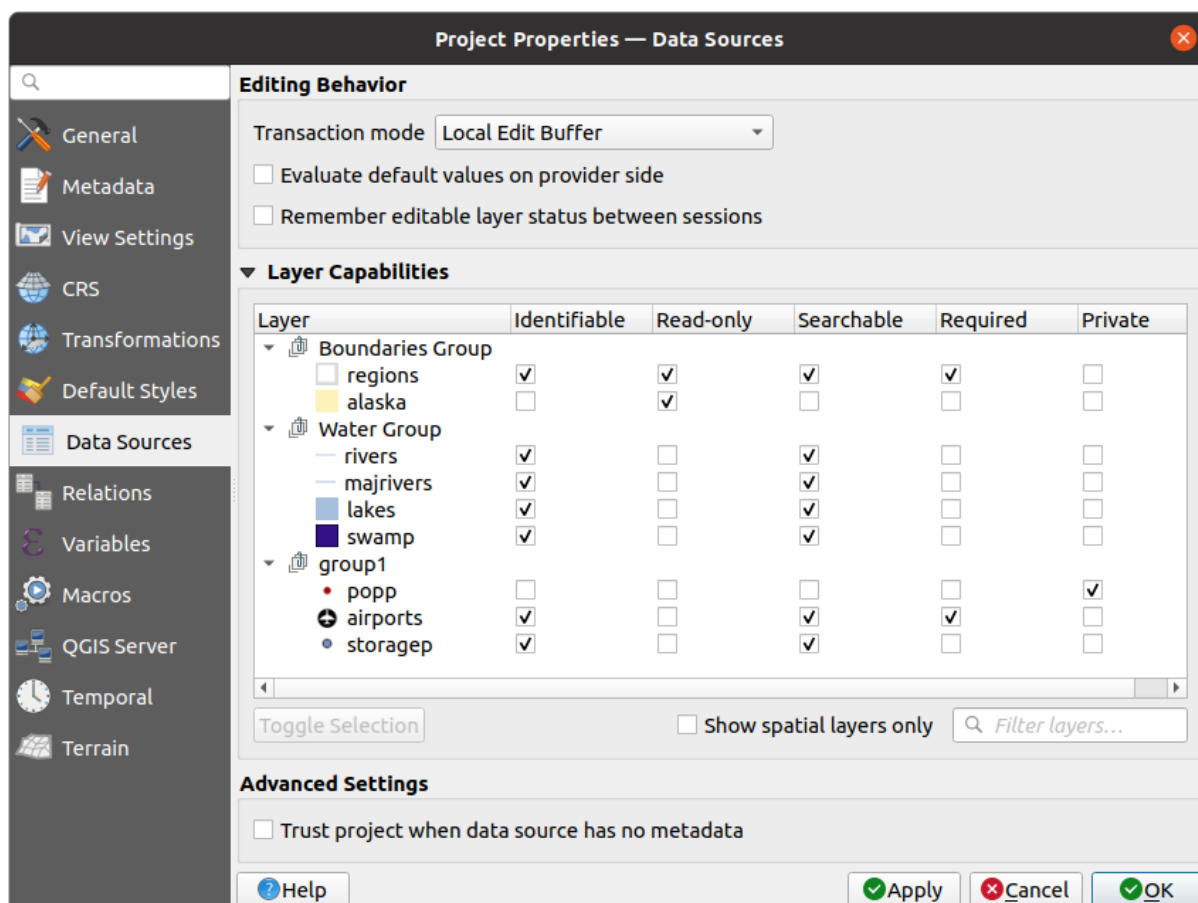 Project Properties — Data Sources
Editing Behavior
General
Transaction mode Local Edit Buffer
Metadata
Evaluate default values on provider side
Remember editable layer status between sessions
View Settings
Layer Capabilities
CRS
Layer Identifiable Read-only Searchable Required Private
Transformations
Boundaries Group
regions
Default Styles
alaska
Data Sources
Water Group
rivers
majrivers
Relations
lakes
swamp
Variables
group1
popp
Macros
airports
storagep
QGIS Server
Temporal
Toggle Selection Show spatial layers only Filter layers...
Terrain
Advanced Settings
Trust project when data source has no metadata
Help Apply Cancel OK